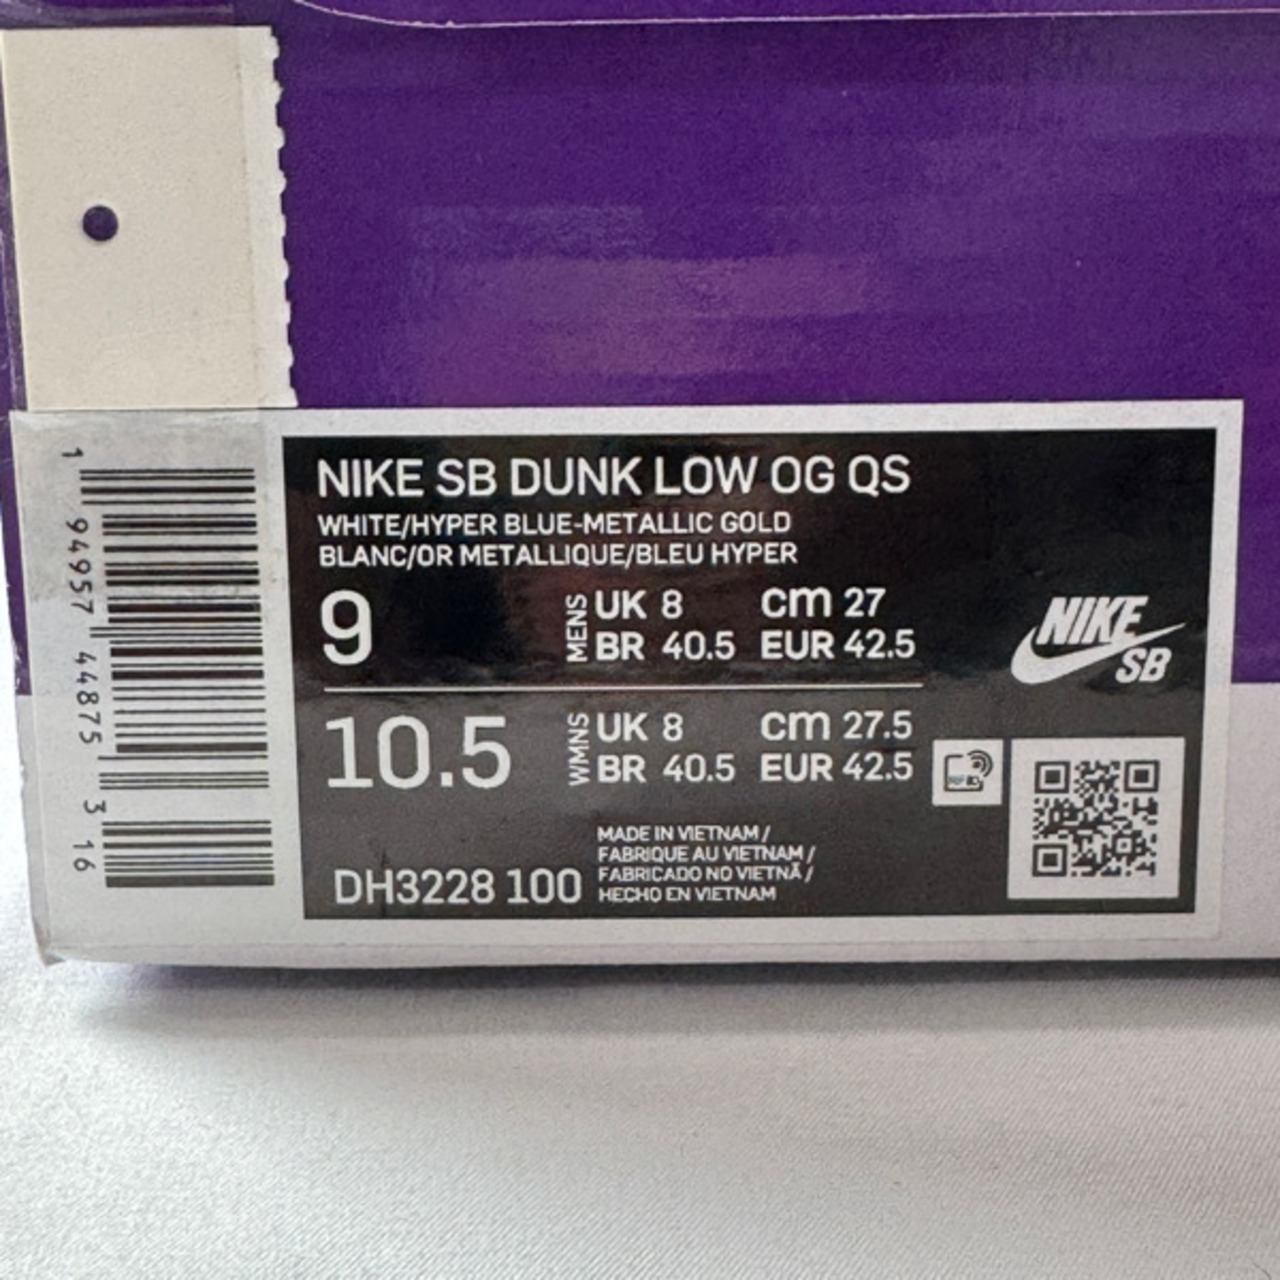 NIKE SB DUNK LOW OG QS
WHITE/HYPER BLUE-METALLIC GOLD
BLANC/OR METALLIQUE/BLEU HYPER
9 MENS UK 8 cm 27
BR 40.5 EUR 42.5
10.5 WMNS UK 8 cm 27.5
BR 40.5 EUR 42.5
NIKE
SB
DH3228 100
MADE IN VIETNAM /
FABRIQUE AU VIETNAM /
FABRICADO NO VIETNÃ /
HECHO EN VIETNAM
1 94957 44875 3 16